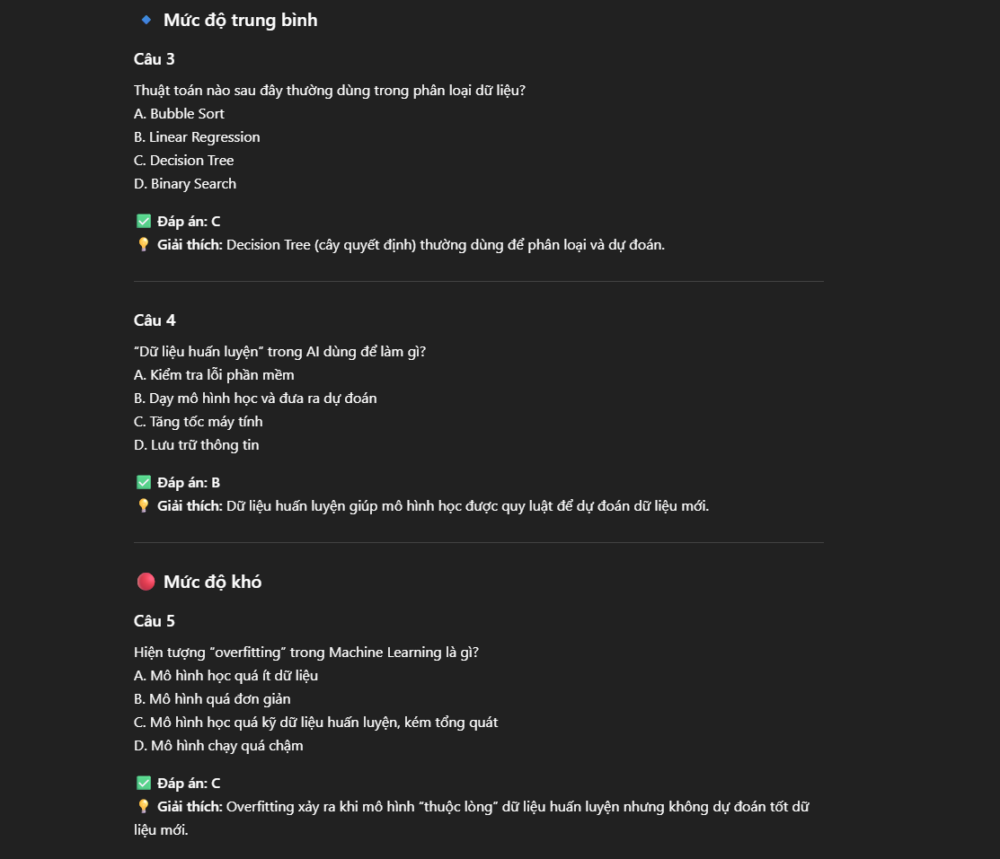 Mức độ trung bình
Câu 3
Thuật toán nào sau đây thường dùng trong phân loại dữ liệu?
A. Bubble Sort
B. Linear Regression
C. Decision Tree
D. Binary Search
Đáp án: C
Giải thích: Decision Tree (cây quyết định) thường dùng để phân loại và dự đoán.
Câu 4
“Dữ liệu huấn luyện” trong AI dùng để làm gì?
A. Kiểm tra lỗi phần mềm
B. Dạy mô hình học và đưa ra dự đoán
C. Tăng tốc máy tính
D. Lưu trữ thông tin
Đáp án: B
Giải thích: Dữ liệu huấn luyện giúp mô hình học được quy luật để dự đoán dữ liệu mới.
Mức độ khó
Câu 5
Hiện tượng “overfitting” trong Machine Learning là gì?
A. Mô hình học quá ít dữ liệu
B. Mô hình quá đơn giản
C. Mô hình học quá kỹ dữ liệu huấn luyện, kém tổng quát
D. Mô hình chạy quá chậm
Đáp án: C
Giải thích: Overfitting xảy ra khi mô hình “thuộc lòng” dữ liệu huấn luyện nhưng không dự đoán tốt dữ
liệu mới.